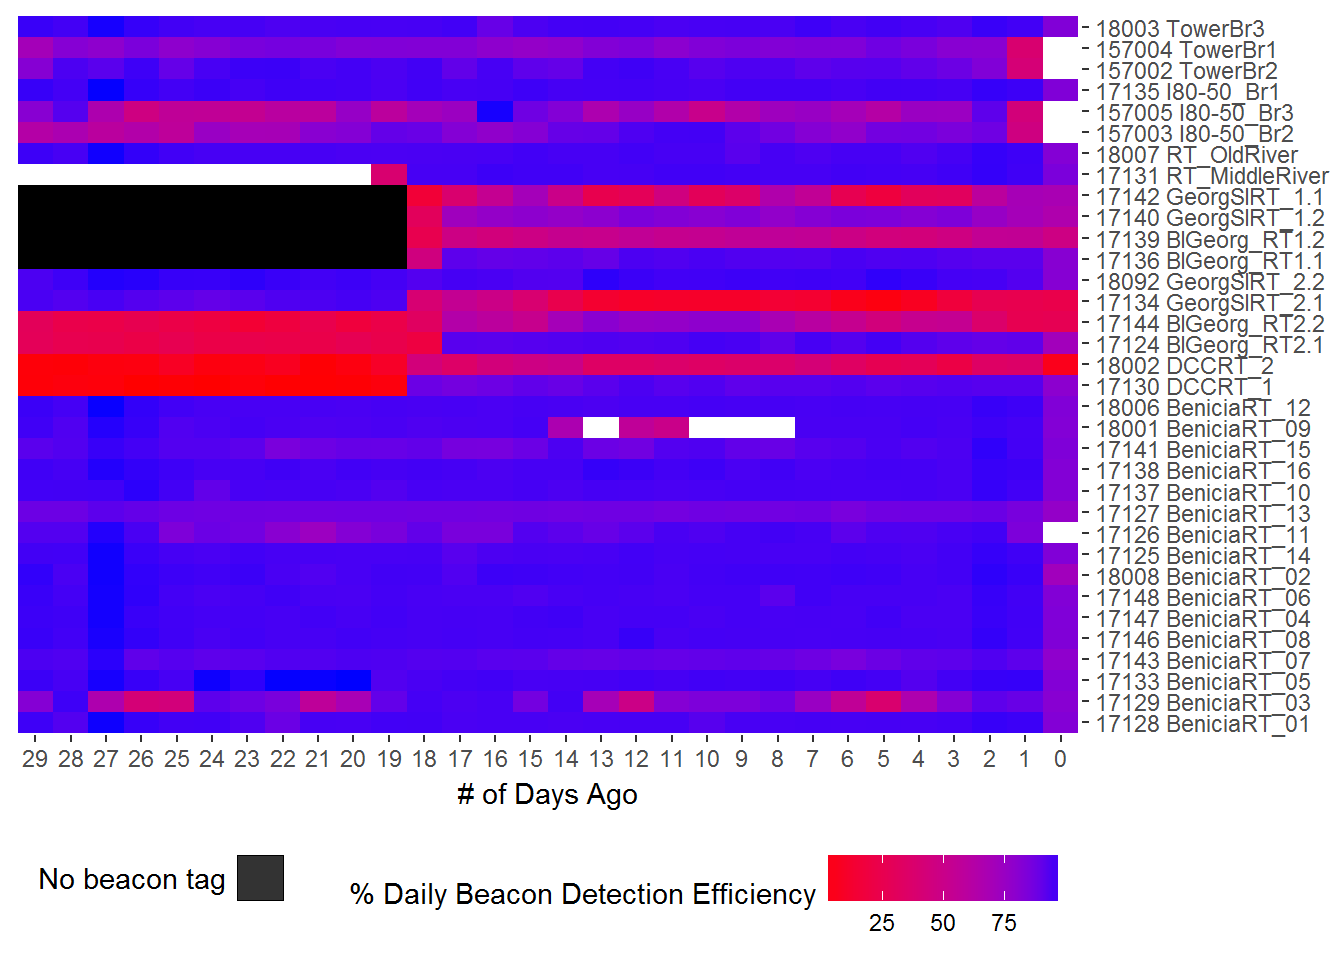 18003 TowerBr3
157004 TowerBr1
157002 TowerBr2
17135 I80-50_Br1
157005 I80-50_Br3
157003 I80-50_Br2
18007 RT_OldRiver
17131 RT_MiddleRiver
17142 GeorgSlRT_1.1
17140 GeorgSlRT_1.2
17139 BlGeorg_RT1.2
17136 BlGeorg_RT1.1
18092 GeorgSlRT_2.2
17134 GeorgSlRT_2.1
17144 BlGeorg_RT2.2
17124 BlGeorg_RT2.1
18002 DCCRT_2
17130 DCCRT_1
18006 BeniciaRT_12
18001 BeniciaRT_09
17141 BeniciaRT_15
17138 BeniciaRT_16
17137 BeniciaRT_10
17127 BeniciaRT_13
17126 BeniciaRT_11
17125 BeniciaRT_14
18008 BeniciaRT_02
17148 BeniciaRT_06
17147 BeniciaRT_04
17146 BeniciaRT_08
17143 BeniciaRT_07
17133 BeniciaRT_05
17129 BeniciaRT_03
17128 BeniciaRT_01
29 28 27 26 25 24 23 22 21 20 19 18 17 16 15 14 13 12 11 10 9 8 7 6 5 4 3 2 1 0
# of Days Ago
No beacon tag
% Daily Beacon Detection Efficiency
25 50 75